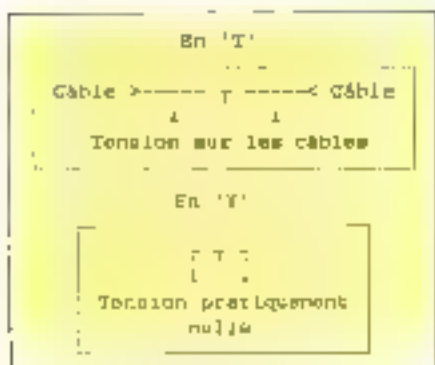 En 'T'
Câble >------ T -----< Câble
Tension sur les câbles
En 'Y'
Tension pratiquement
nulle